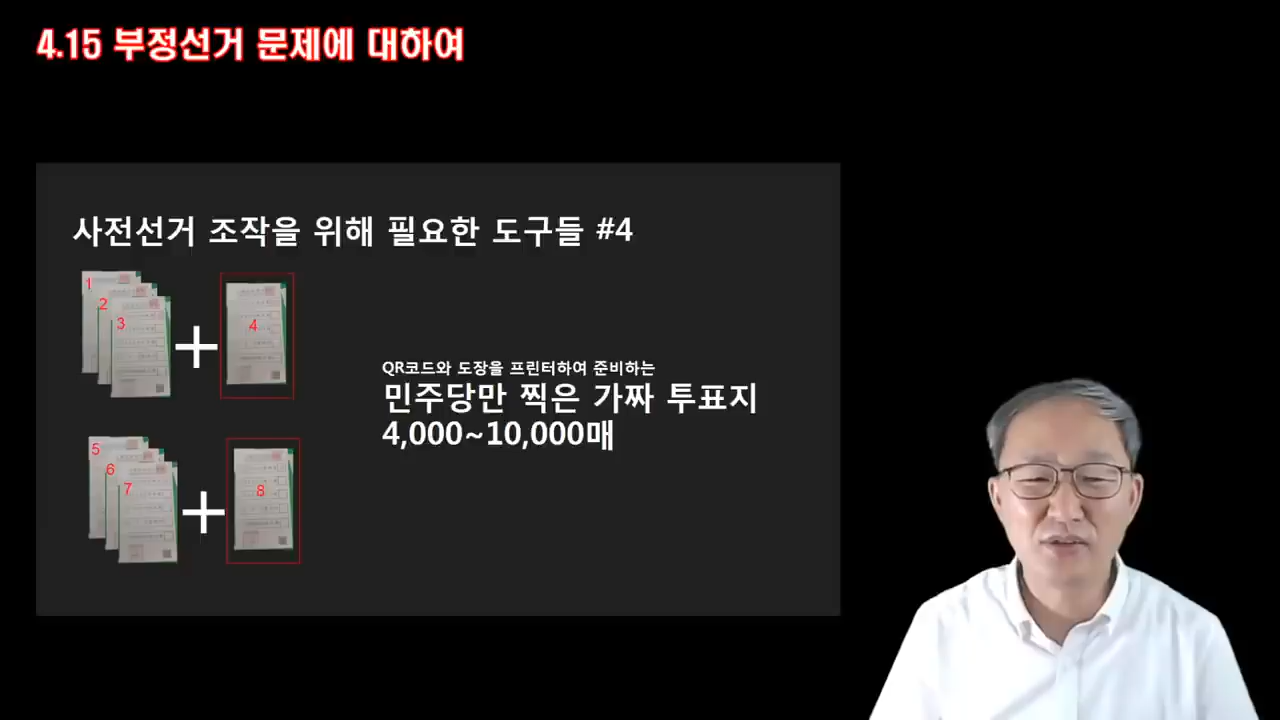 4.15 부정선거 문제에 대하여
사전선거 조작을 위해 필요한 도구들 #4
1
2
3
4
QR코드와 도장을 프린터하여 준비하는
민주당만 찍은 가짜 투표지
4,000~10,000매
5
6
7
8